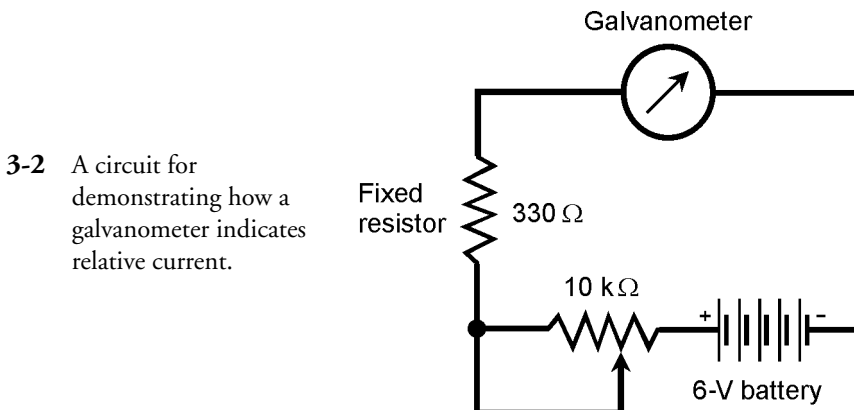 Galvanometer
3-2 A circuit for
demonstrating how a
galvanometer indicates
relative current.
Fixed
resistor
330 Ω
10 kΩ
+ −
6-V battery